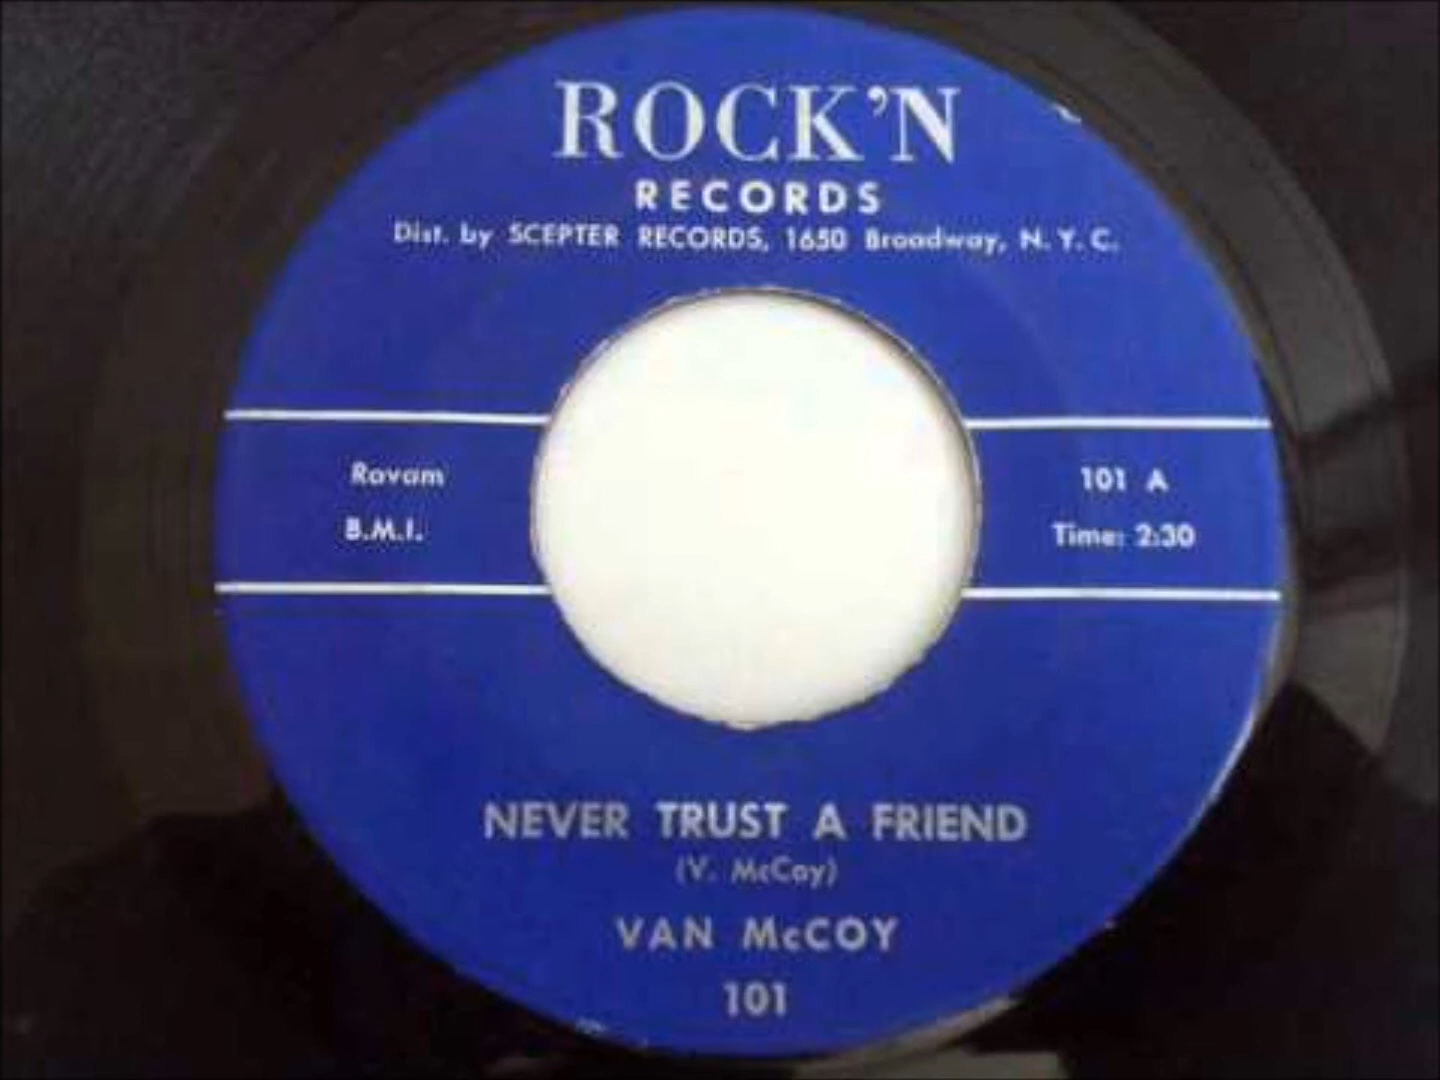 ROCK'N
RECORDS
Dist. by SCEPTER RECORDS, 1650 Broadway, N.Y.C.
Rovam
B.M.I.
101 A
Time: 2:30
NEVER TRUST A FRIEND
(V. McCoy)
VAN McCOY
101